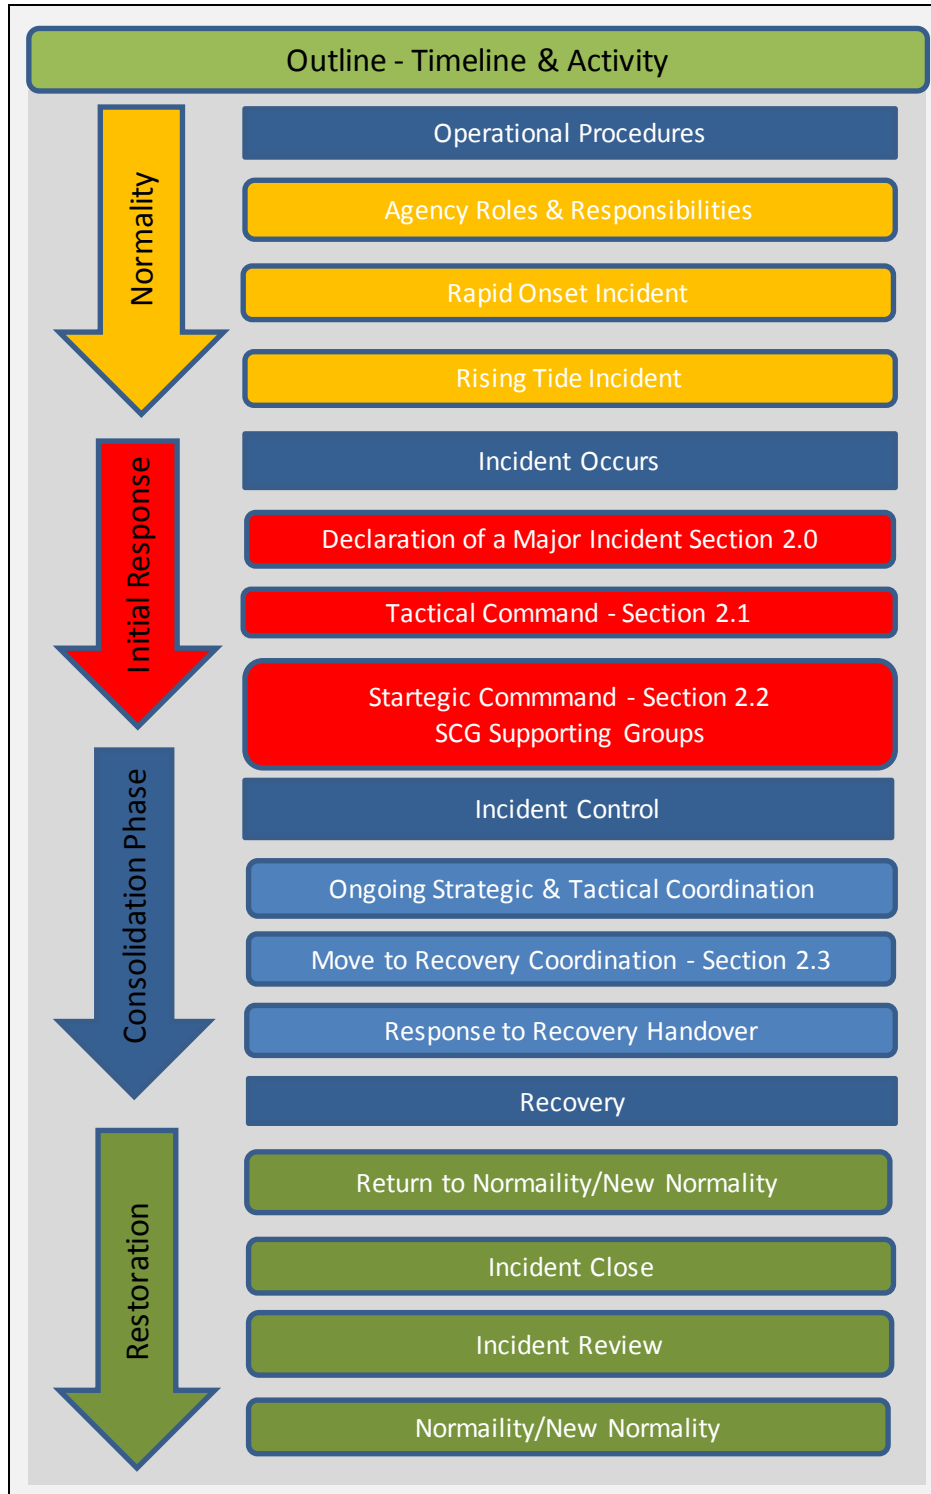 Outline - Timeline & Activity
Normality
Operational Procedures
Agency Roles & Responsibilities
Rapid Onset Incident
Rising Tide Incident
Initial Response
Incident Occurs
Declaration of a Major Incident Section 2.0
Tactical Command - Section 2.1
Startegic Commmand - Section 2.2
SCG Supporting Groups
Consolidation Phase
Incident Control
Ongoing Strategic & Tactical Coordination
Move to Recovery Coordination - Section 2.3
Response to Recovery Handover
Recovery
Restoration
Return to Normaility/New Normality
Incident Close
Incident Review
Normaility/New Normality